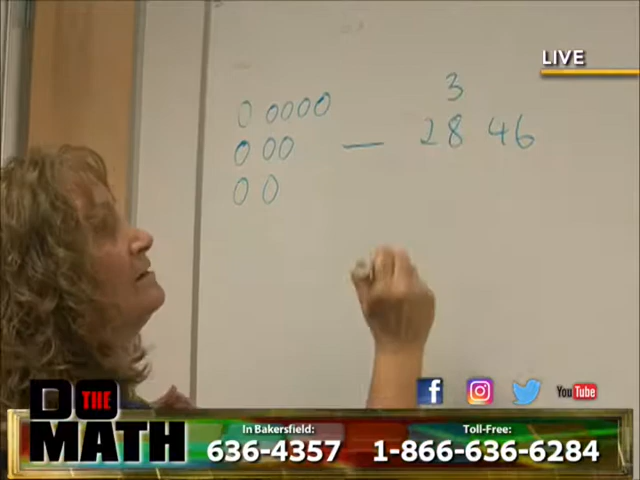 LIVE
3
0 0000 — 28 46
0 00
0 0
DO THE MATH
In Bakersfield: Toll-Free: YouTube
636-4357 1-866-636-6284